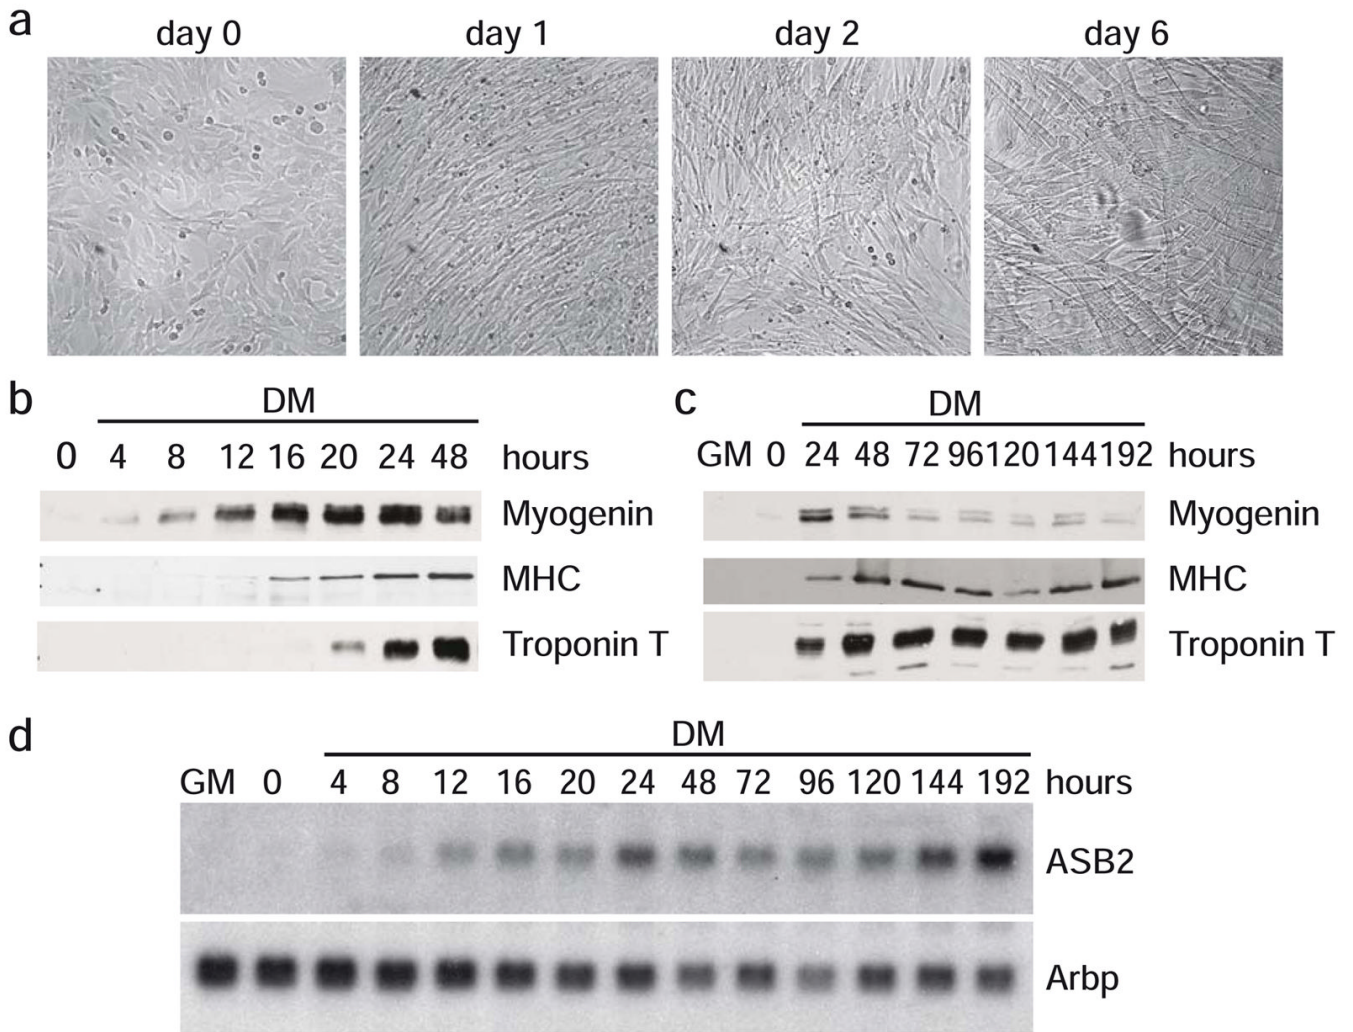 a
day 0 day 1 day 2 day 6
b
DM
0 4 8 12 16 20 24 48 hours
Myogenin
MHC
Troponin T
c
DM
GM 0 24 48 72 96 120 144 192 hours
Myogenin
MHC
Troponin T
d
DM
GM 0 4 8 12 16 20 24 48 72 96 120 144 192 hours
ASB2
Arbp